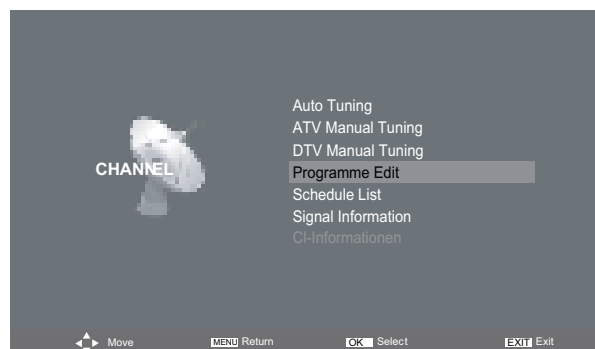 CHANNEL
Auto Tuning
ATV Manual Tuning
DTV Manual Tuning
Programme Edit
Schedule List
Signal Information
CI-Informationen
Move MENU Return OK Select EXIT Exit